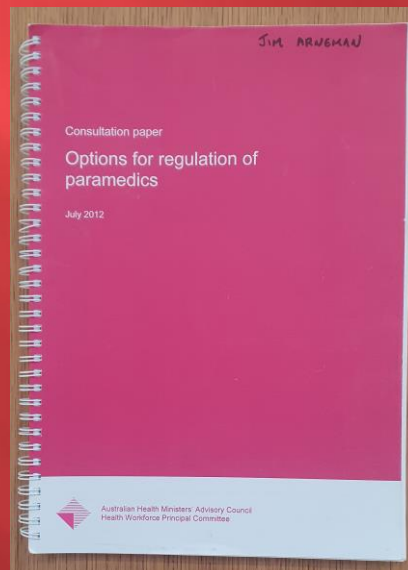 JIM ARNEMAN
Consultation paper
Options for regulation of
paramedics
July 2012
Australian Health Ministers' Advisory Council
Health Workforce Principal Committee